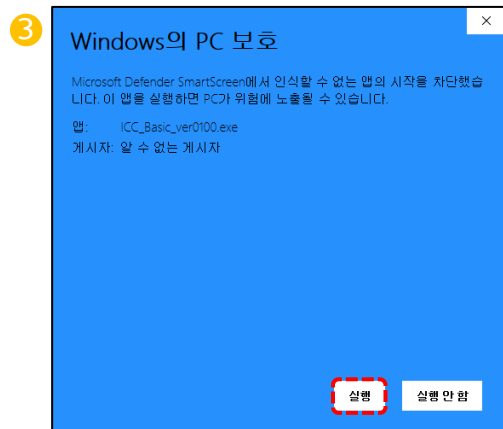 3
Windows의 PC 보호
Microsoft Defender SmartScreen에서 인식할 수 없는 앱의 시작을 차단했습
니다. 이 앱을 실행하면 PC가 위험에 노출될 수 있습니다.
앱: ICC_Basic_ver0100.exe
게시자: 알 수 없는 게시자
실행 실행 안 함